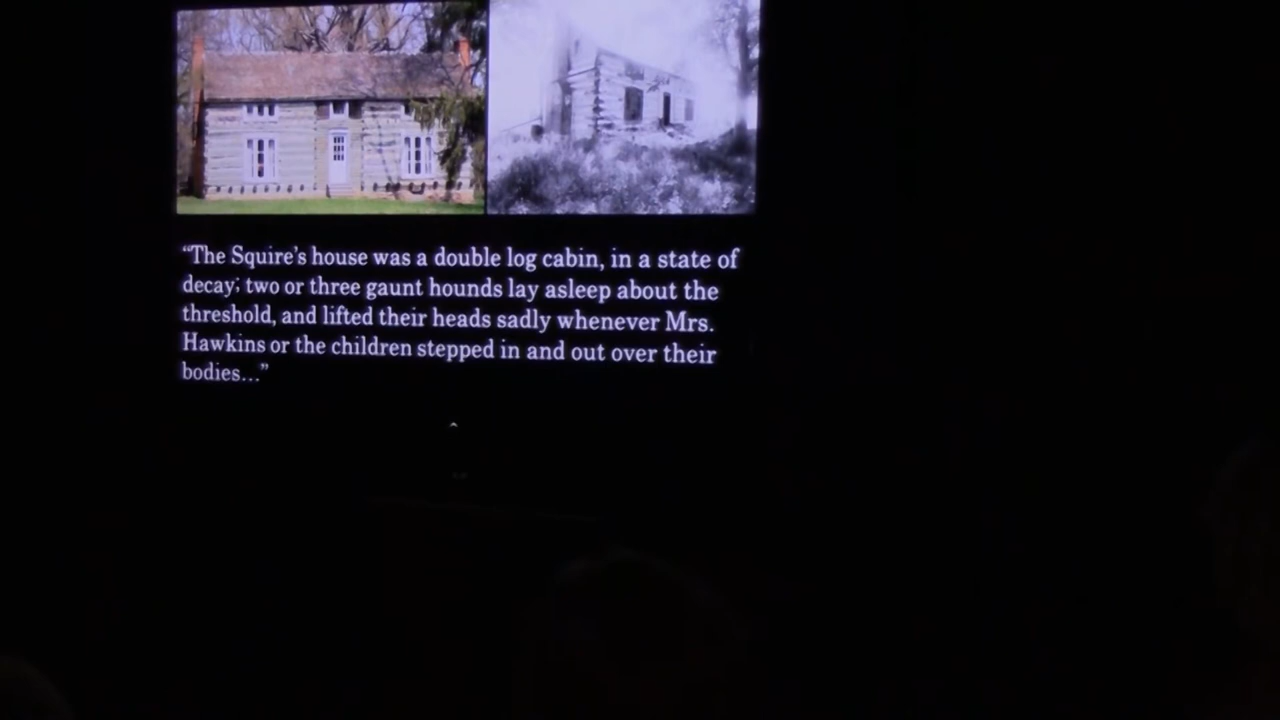 “The Squire’s house was a double log cabin, in a state of
decay; two or three gaunt hounds lay asleep about the
threshold, and lifted their heads sadly whenever Mrs.
Hawkins or the children stepped in and out over their
bodies...”